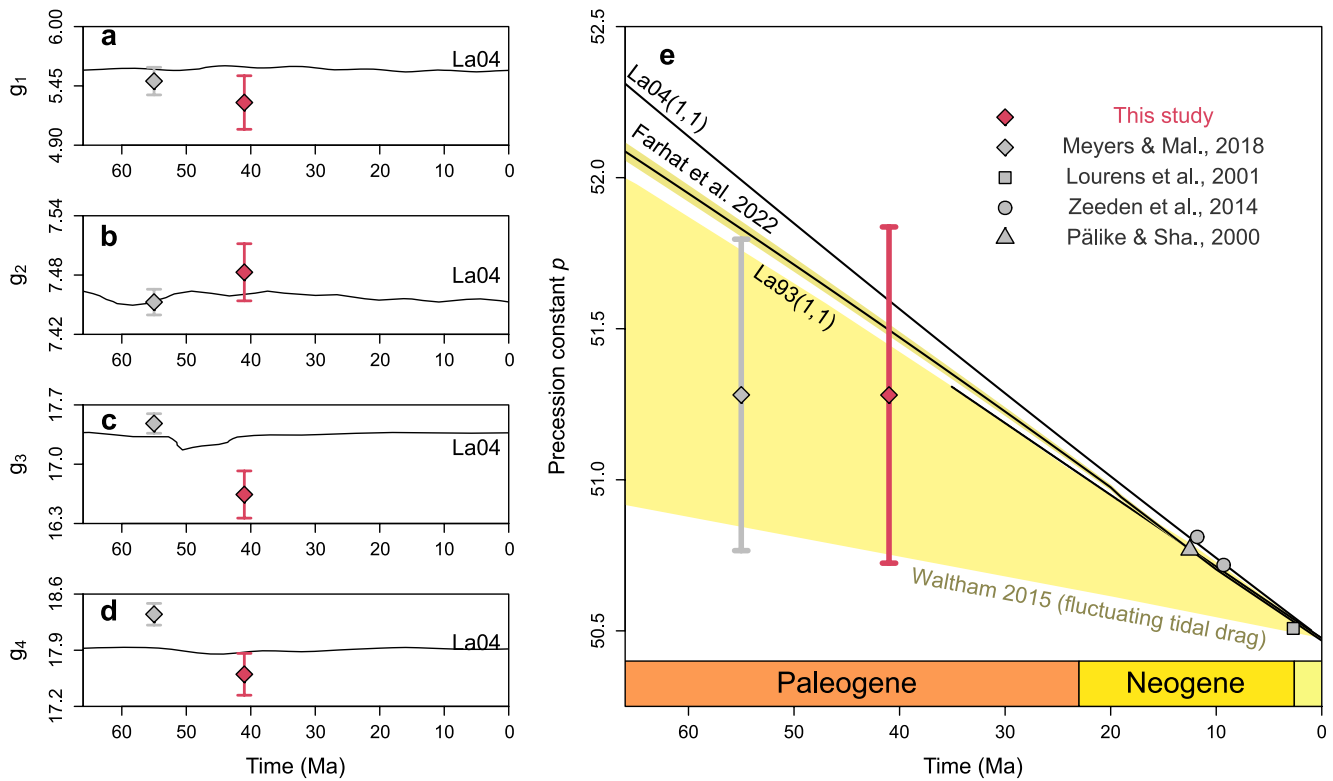 a
6.00
5.45
4.90
g1
La04
60 50 40 30 20 10 0
b
7.54
7.48
7.42
g2
La04
60 50 40 30 20 10 0
c
17.7
17.0
16.3
g3
La04
60 50 40 30 20 10 0
d
18.6
17.9
17.2
g4
La04
60 50 40 30 20 10 0
Time (Ma)
e
52.5
52.0
51.5
51.0
50.5
Precession constant p
La04(1,1)
Farhat et al. 2022
La93(1,1)
Waltham 2015 (fluctuating tidal drag)
This study
Meyers & Mal., 2018
Lourens et al., 2001
Zeeden et al., 2014
Pälike & Sha., 2000
Paleogene Neogene
60 50 40 30 20 10 0
Time (Ma)